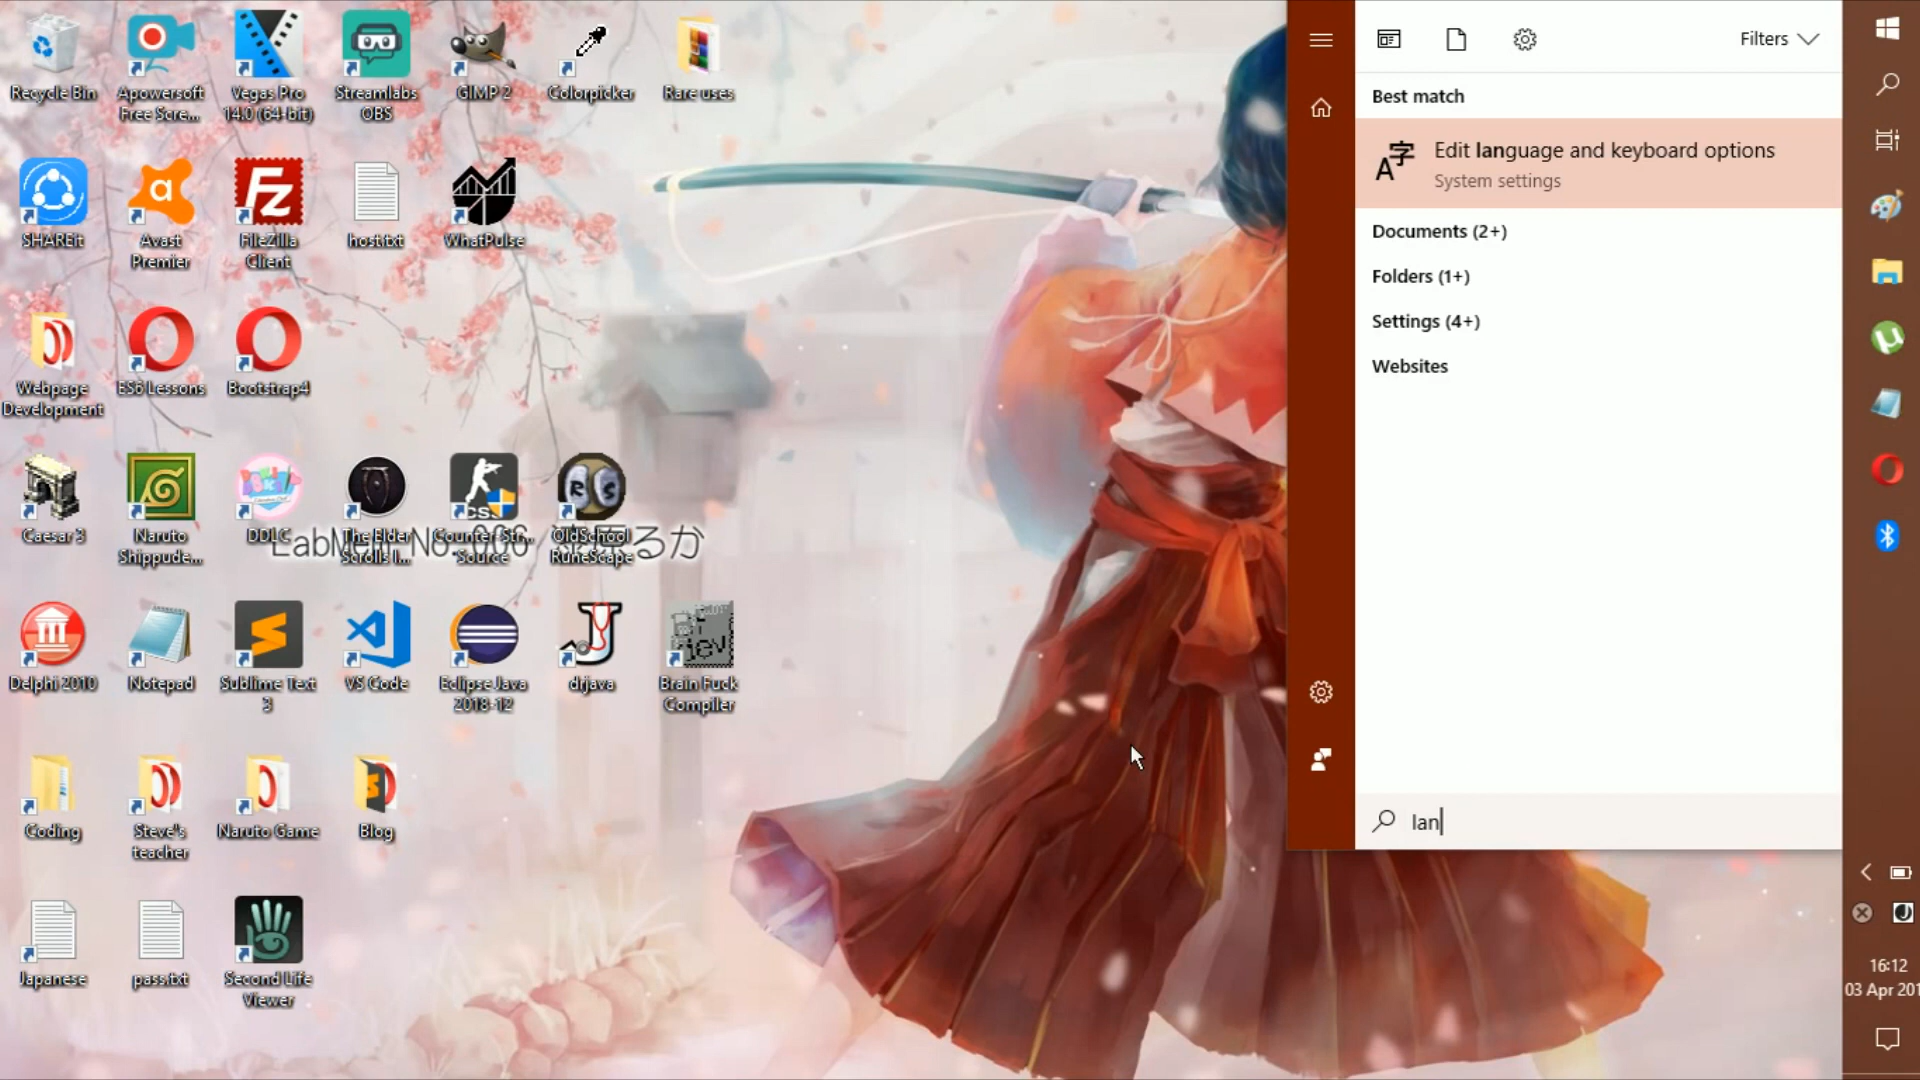 Recycle Bin
Apowersoft
Free Scre...
Vegas Pro
14.0 (64-bit)
Streamlabs
OBS
GIMP 2
Colorpicker
Rare uses
SHAREit
Avast
Premier
FileZilla
Client
host.txt
WhatPulse
Webpage
Development
ES6 Lessons
Bootstrap4
Caesar 3
Naruto
Shippude...
DDLC
The Elder
Scrolls I...
Counter-Str...
Source
OldSchool
RuneScape
Delphi 2010
Notepad
Sublime Text
3
VS Code
Eclipse Java
2018-12
drjava
Brain Fuck
Compiler
Coding
Steve's
teacher
Naruto Game
Blog
Japanese
pass.txt
Second Life
Viewer
Filters
Best match
Edit language and keyboard options
System settings
Documents (2+)
Folders (1+)
Settings (4+)
Websites
lan
16:12
03 Apr 201